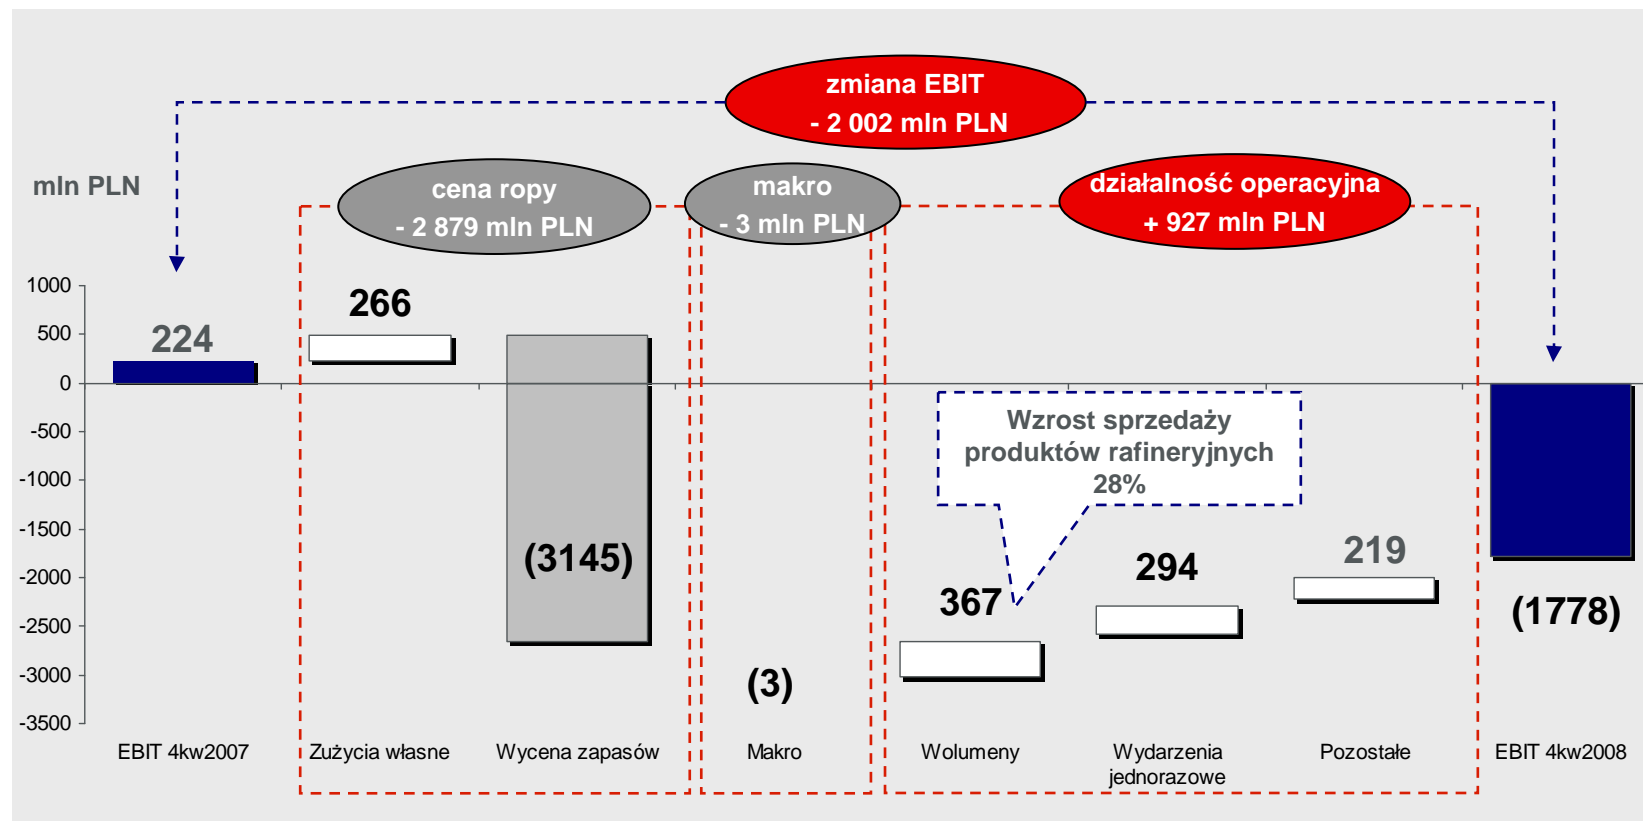 zmiana EBIT
- 2 002 mln PLN
mln PLN
cena ropy
- 2 879 mln PLN
makro
- 3 mln PLN
działalność operacyjna
+ 927 mln PLN
1000
500
0
-500
-1000
-1500
-2000
-2500
-3000
-3500
224
266
(3145)
(3)
Wzrost sprzedaży
produktów rafineryjnych
28%
367
294
219
(1778)
EBIT 4kw2007
Zużycia własne
Wycena zapasów
Makro
Wolumeny
Wydarzenia
jednorazowe
Pozostałe
EBIT 4kw2008